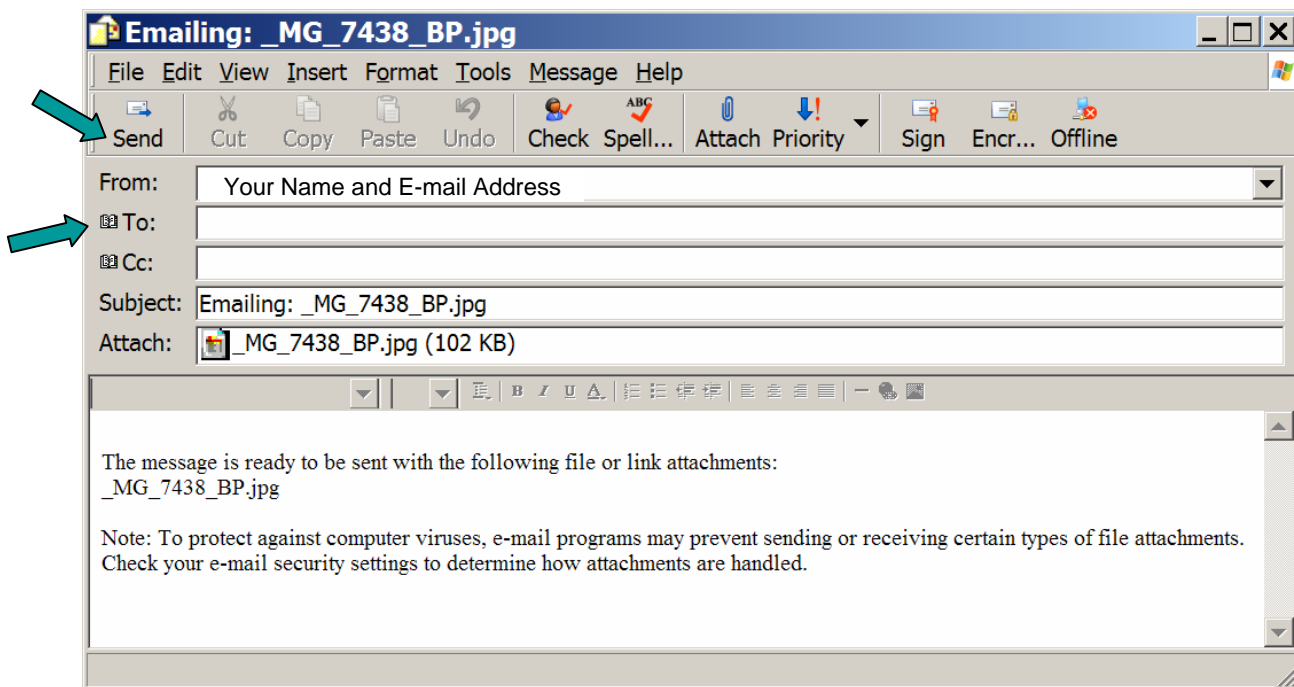 Emailing: _MG_7438_BP.jpg
File Edit View Insert Format Tools Message Help
Send Cut Copy Paste Undo Check ABC Spell... Attach Priority Sign Encr... Offline
From: Your Name and E-mail Address
To:
Cc:
Subject: Emailing: _MG_7438_BP.jpg
Attach: _MG_7438_BP.jpg (102 KB)
B I U A
The message is ready to be sent with the following file or link attachments:
_MG_7438_BP.jpg
Note: To protect against computer viruses, e-mail programs may prevent sending or receiving certain types of file attachments.
Check your e-mail security settings to determine how attachments are handled.